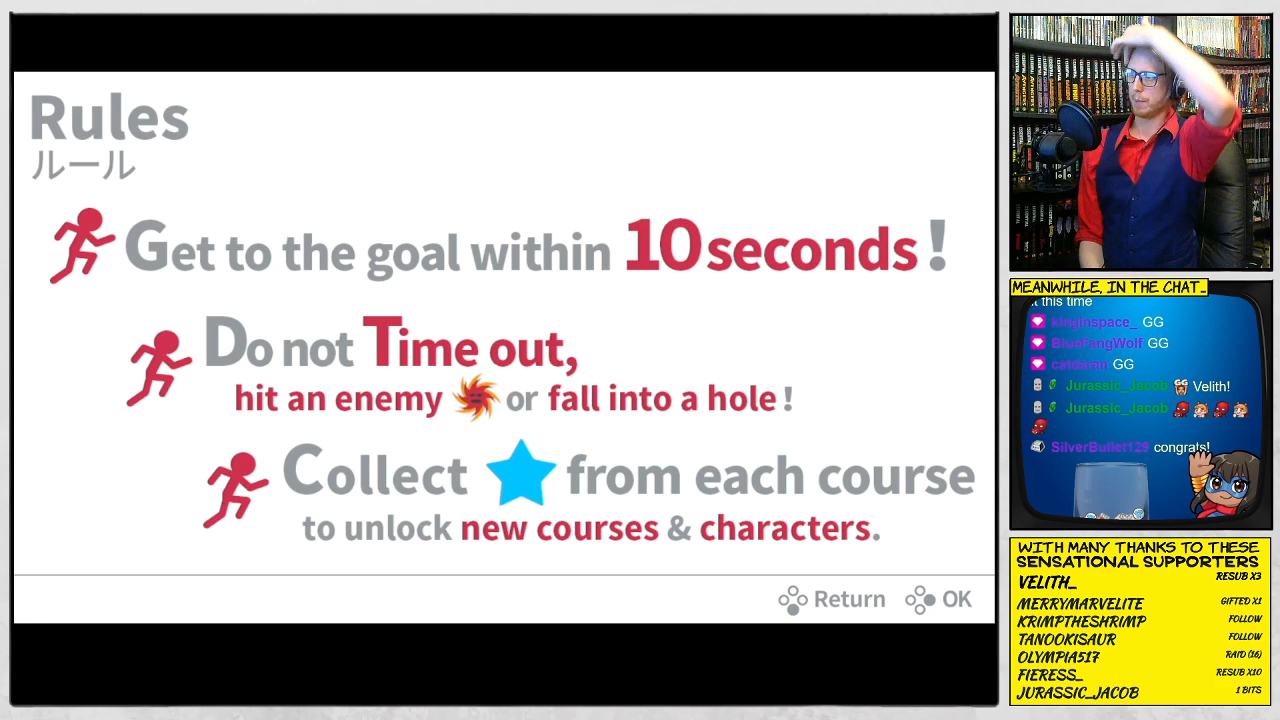 Rules
ルール
Get to the goal within 10 seconds!
Do not Time out,
hit an enemy or fall into a hole!
Collect from each course
to unlock new courses & characters.
Return OK
MEANWHILE, IN THE CHAT...
this time
kinginspace_ GG
BlueFangWolf GG
GG
Jurassic_Jacob Velith!
Jurassic_Jacob
SilverBullet129 congrats!
WITH MANY THANKS TO THESE
SENSATIONAL SUPPORTERS
VELITH_ RESUB X3
MERRYMARVELITE GIFTED X1
KRIMPTHESHRIMP FOLLOW
TANOOKISAUR FOLLOW
OLYMPIA517 RAID (16)
FIERESS_ RESUB X10
JURASSIC_JACOB 1 BITS